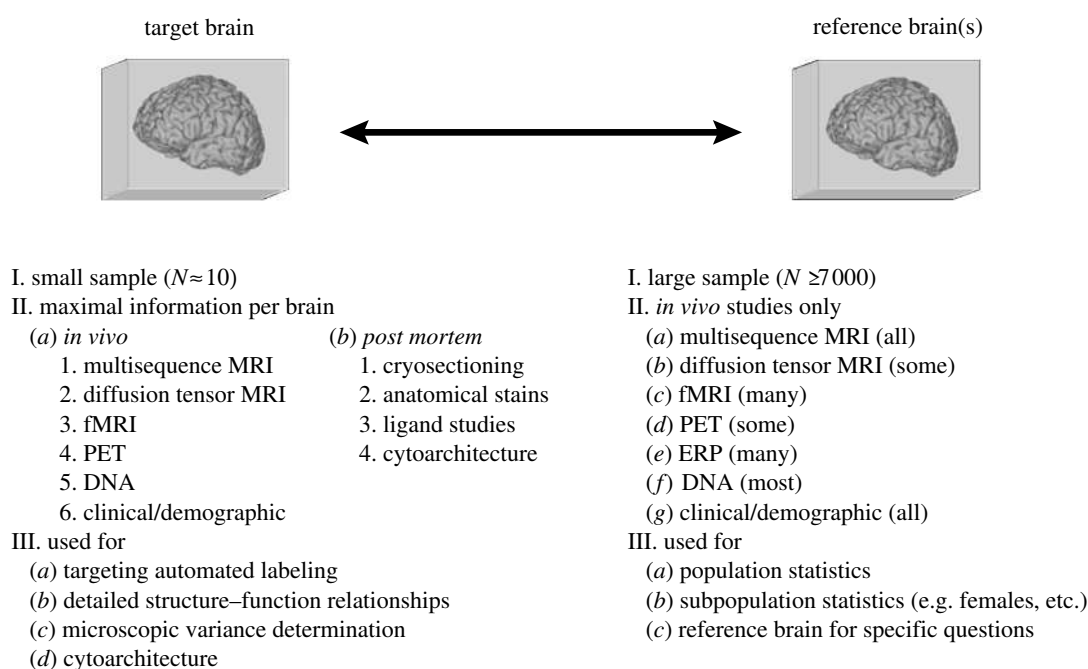 target brain
reference brain(s)
I. small sample (N≈10)
II. maximal information per brain
(a) in vivo
1. multisequence MRI
2. diffusion tensor MRI
3. fMRI
4. PET
5. DNA
6. clinical/demographic
(b) post mortem
1. cryosectioning
2. anatomical stains
3. ligand studies
4. cytoarchitecture
III. used for
(a) targeting automated labeling
(b) detailed structure–function relationships
(c) microscopic variance determination
(d) cytoarchitecture
I. large sample (N ≥7000)
II. in vivo studies only
(a) multisequence MRI (all)
(b) diffusion tensor MRI (some)
(c) fMRI (many)
(d) PET (some)
(e) ERP (many)
(f) DNA (most)
(g) clinical/demographic (all)
III. used for
(a) population statistics
(b) subpopulation statistics (e.g. females, etc.)
(c) reference brain for specific questions